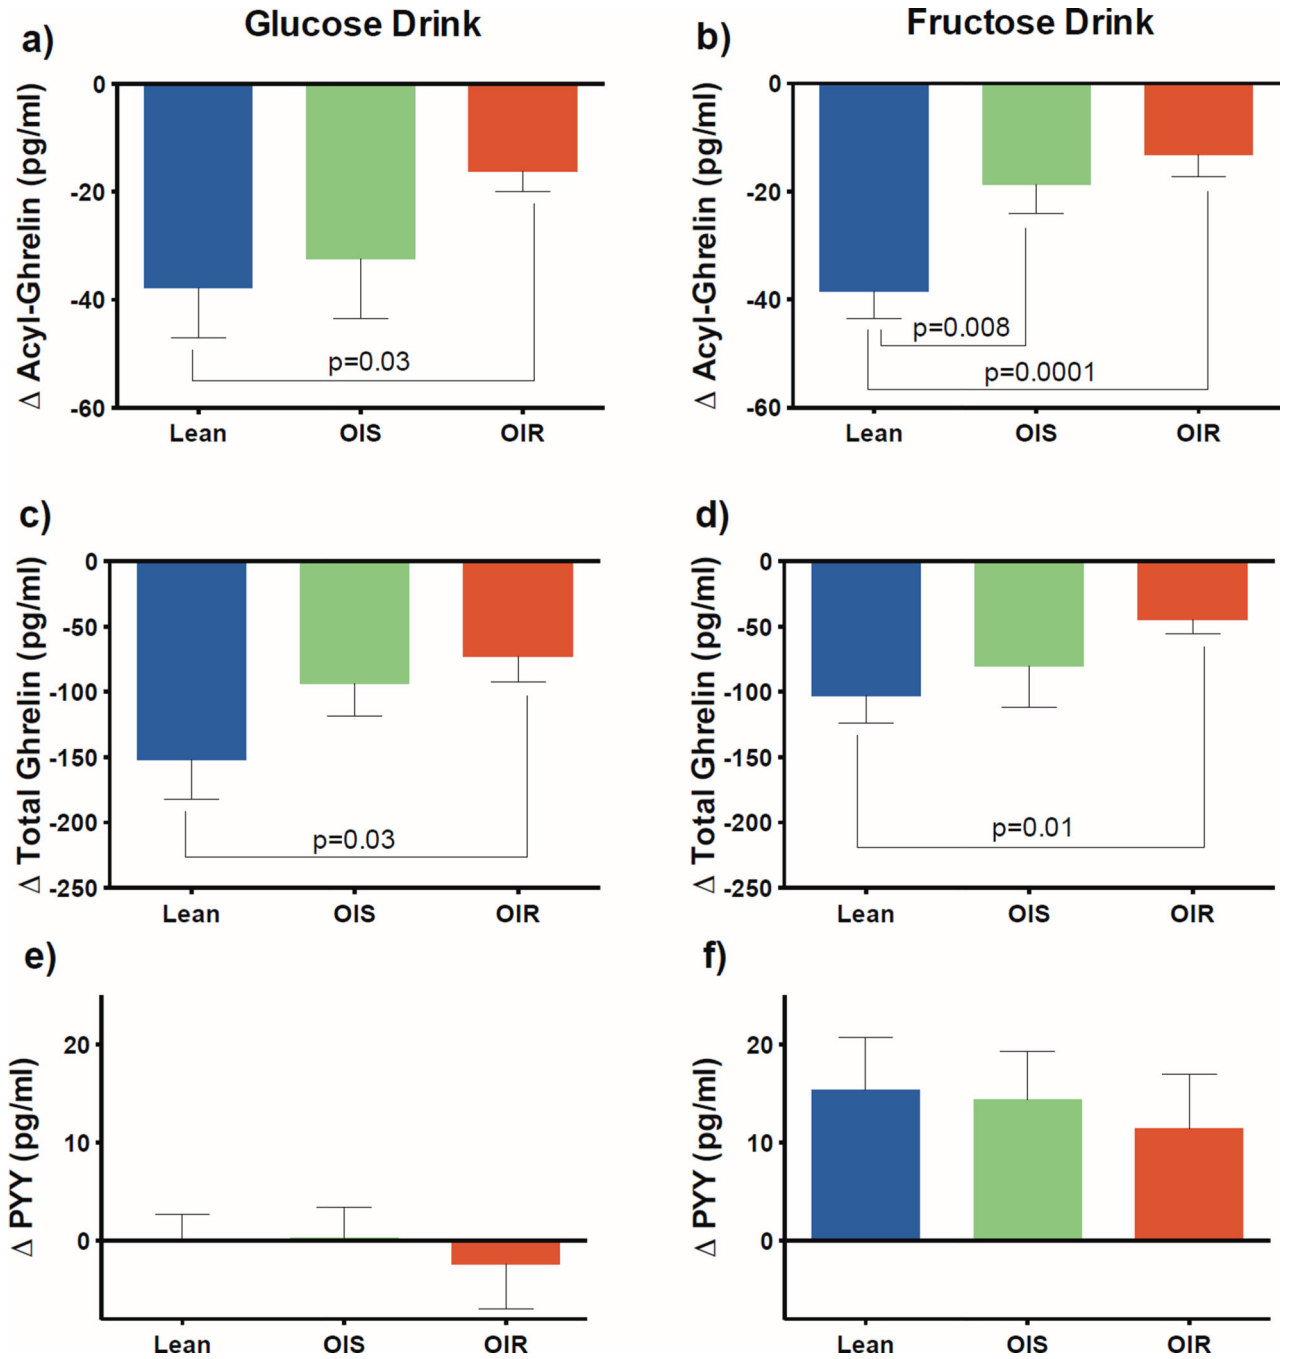 Glucose Drink
Fructose Drink
a)
Δ Acyl-Ghrelin (pg/ml)
0
-20
-40
-60
p=0.03
Lean OIS OIR
b)
Δ Acyl-Ghrelin (pg/ml)
0
-20
-40
-60
p=0.008
p=0.0001
Lean OIS OIR
c)
Δ Total Ghrelin (pg/ml)
0
-50
-100
-150
-200
-250
p=0.03
Lean OIS OIR
d)
Δ Total Ghrelin (pg/ml)
0
-50
-100
-150
-200
-250
p=0.01
Lean OIS OIR
e)
Δ PYY (pg/ml)
20
10
0
Lean OIS OIR
f)
Δ PYY (pg/ml)
20
10
0
Lean OIS OIR